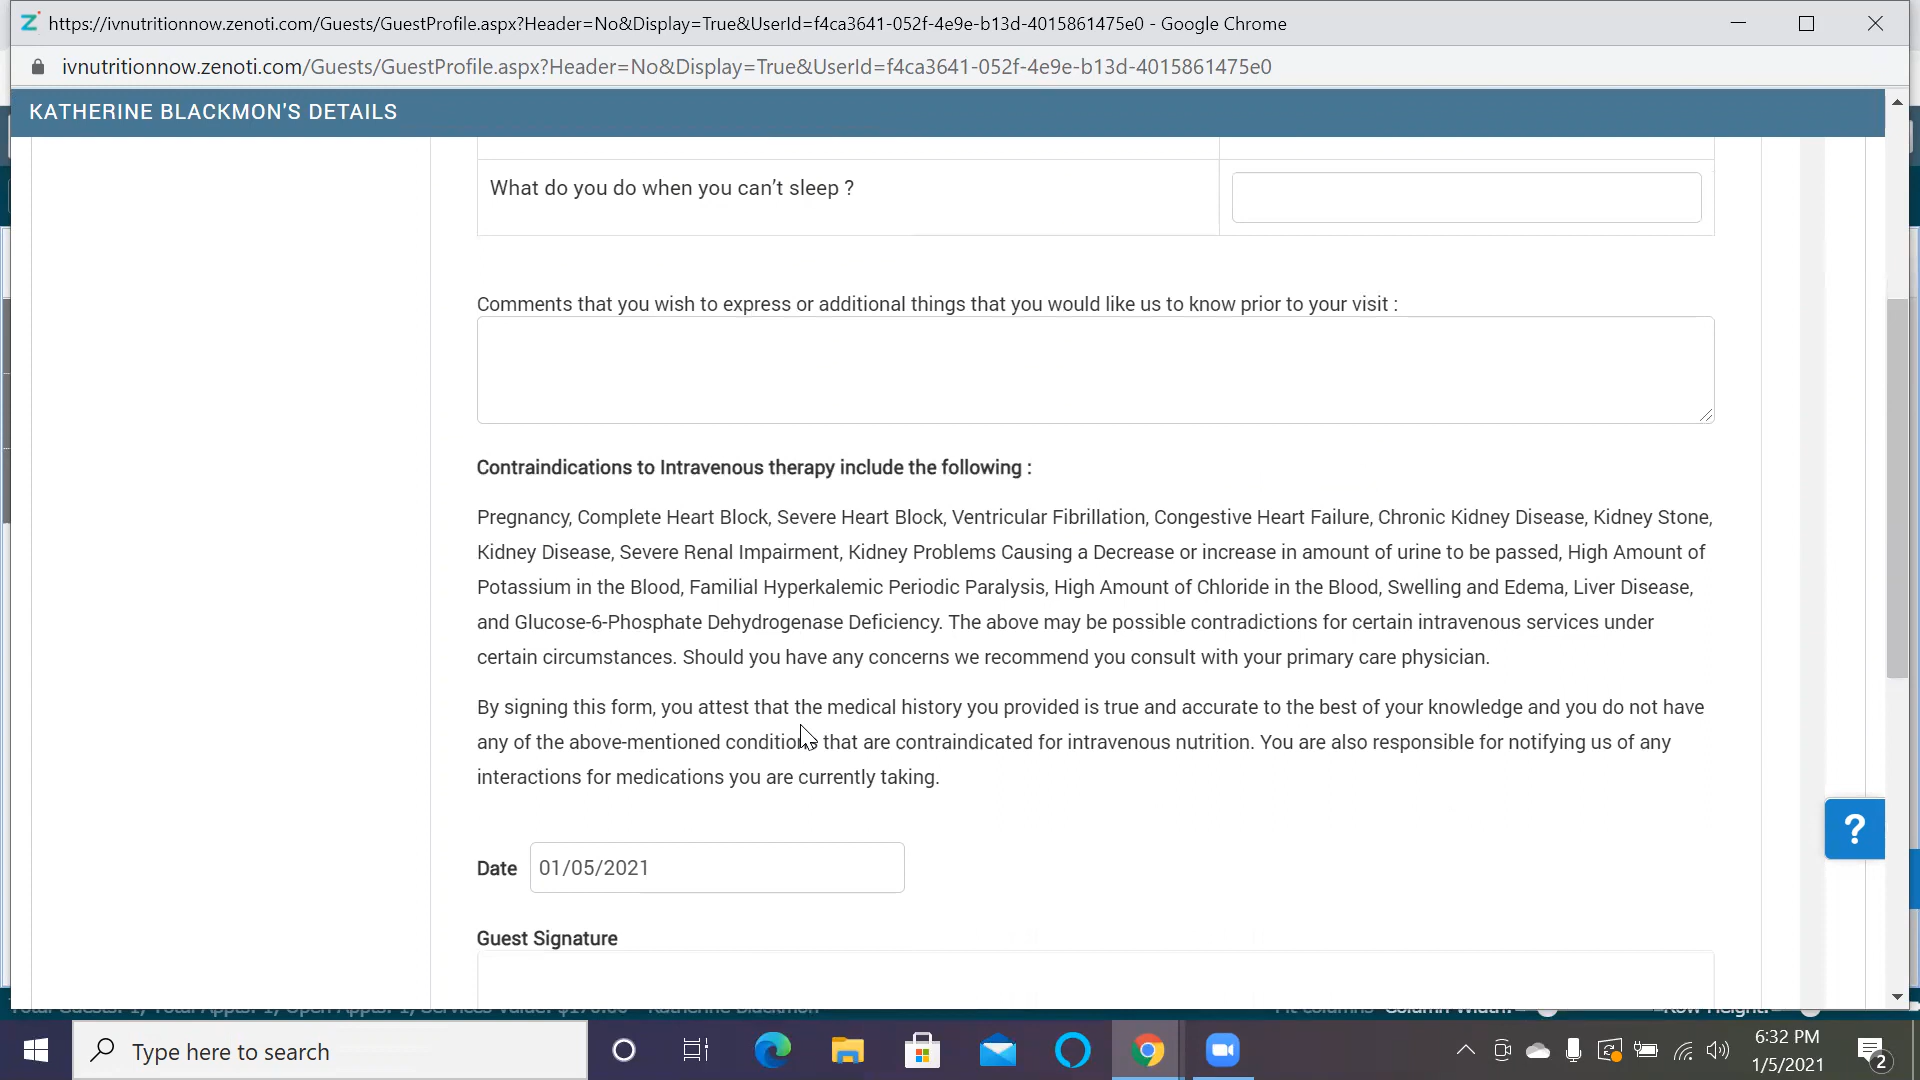 https://ivnutritionnow.zenoti.com/Guests/GuestProfile.aspx?Header=No&Display=True&UserId=f4ca3641-052f-4e9e-b13d-4015861475e0 - Google Chrome
ivnutritionnow.zenoti.com/Guests/GuestProfile.aspx?Header=No&Display=True&UserId=f4ca3641-052f-4e9e-b13d-4015861475e0
KATHERINE BLACKMON'S DETAILS
What do you do when you can’t sleep ?
Comments that you wish to express or additional things that you would like us to know prior to your visit :
Contraindications to Intravenous therapy include the following :
Pregnancy, Complete Heart Block, Severe Heart Block, Ventricular Fibrillation, Congestive Heart Failure, Chronic Kidney Disease, Kidney Stone,
Kidney Disease, Severe Renal Impairment, Kidney Problems Causing a Decrease or increase in amount of urine to be passed, High Amount of
Potassium in the Blood, Familial Hyperkalemic Periodic Paralysis, High Amount of Chloride in the Blood, Swelling and Edema, Liver Disease,
and Glucose-6-Phosphate Dehydrogenase Deficiency. The above may be possible contradictions for certain intravenous services under
certain circumstances. Should you have any concerns we recommend you consult with your primary care physician.
By signing this form, you attest that the medical history you provided is true and accurate to the best of your knowledge and you do not have
any of the above-mentioned conditions that are contraindicated for intravenous nutrition. You are also responsible for notifying us of any
interactions for medications you are currently taking.
?
Date 01/05/2021
Guest Signature
Type here to search
6:32 PM
1/5/2021
2